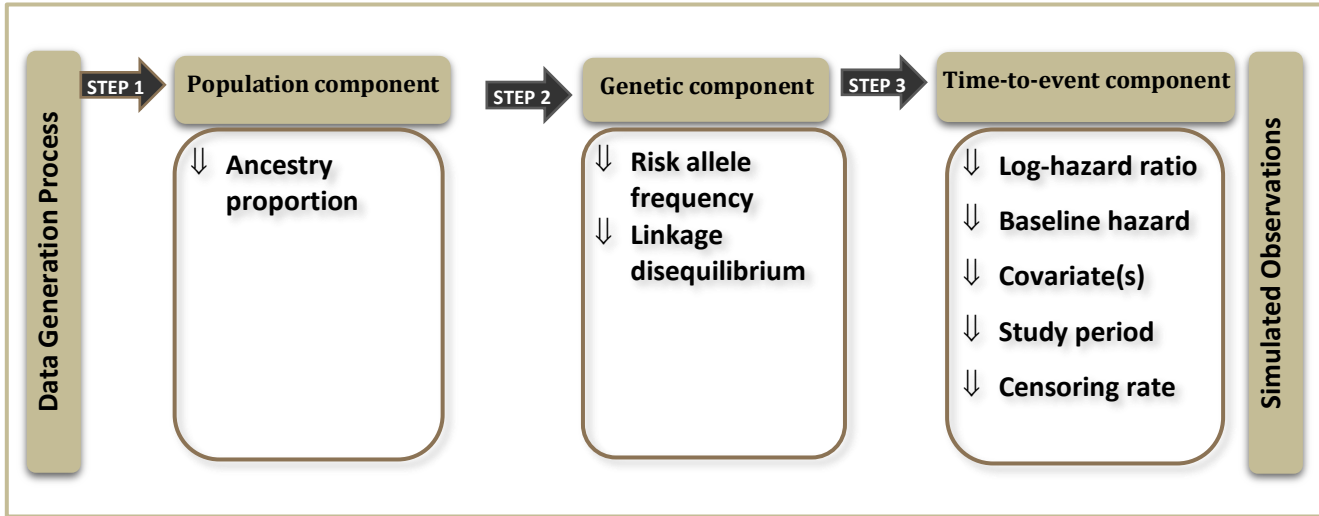 Data Generation Process
STEP 1
Population component
⇓ Ancestry
proportion
STEP 2
Genetic component
⇓ Risk allele
frequency
⇓ Linkage
disequilibrium
STEP 3
Time-to-event component
⇓ Log-hazard ratio
⇓ Baseline hazard
⇓ Covariate(s)
⇓ Study period
⇓ Censoring rate
Simulated Observations